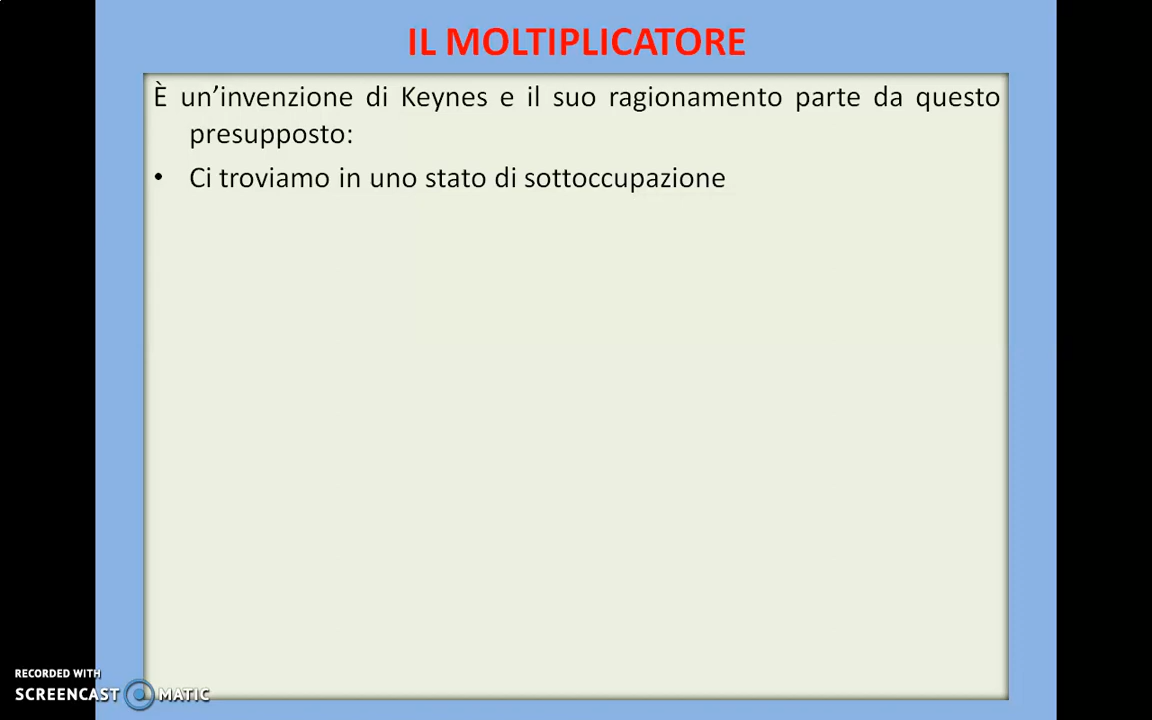 IL MOLTIPLICATORE
È un’invenzione di Keynes e il suo ragionamento parte da questo
presupposto:
• Ci troviamo in uno stato di sottoccupazione
RECORDED WITH
SCREENCAST MATIC